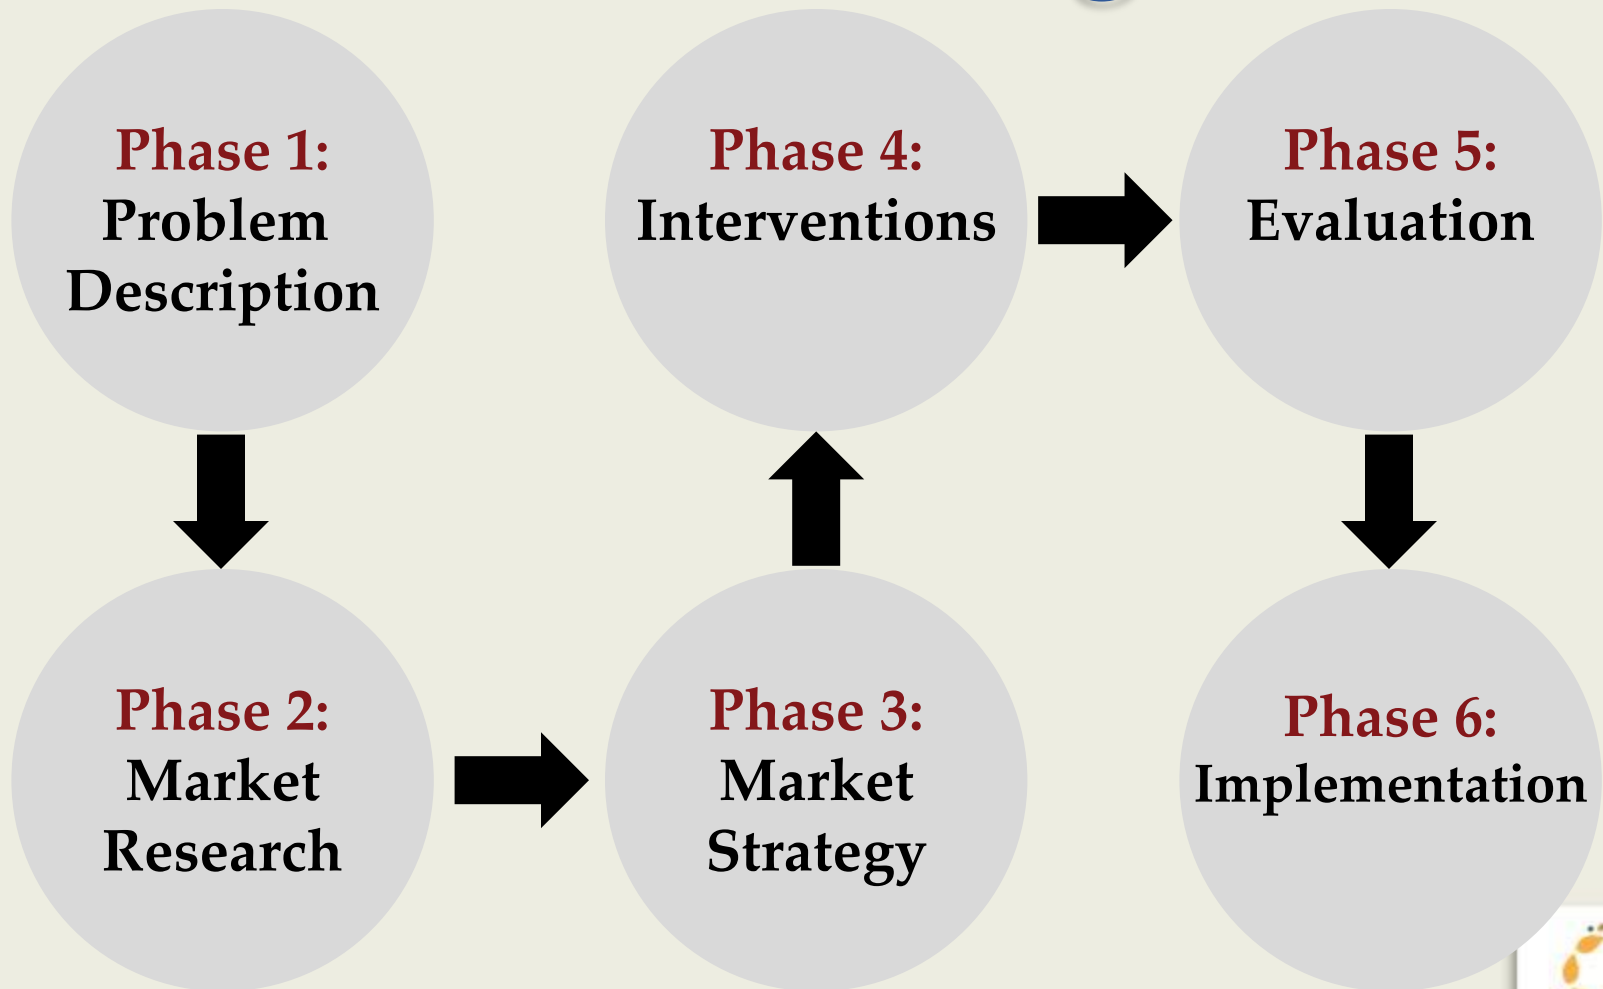 Phase 1:
Problem
Description
Phase 2:
Market
Research
Phase 3:
Market
Strategy
Phase 4:
Interventions
Phase 5:
Evaluation
Phase 6:
Implementation